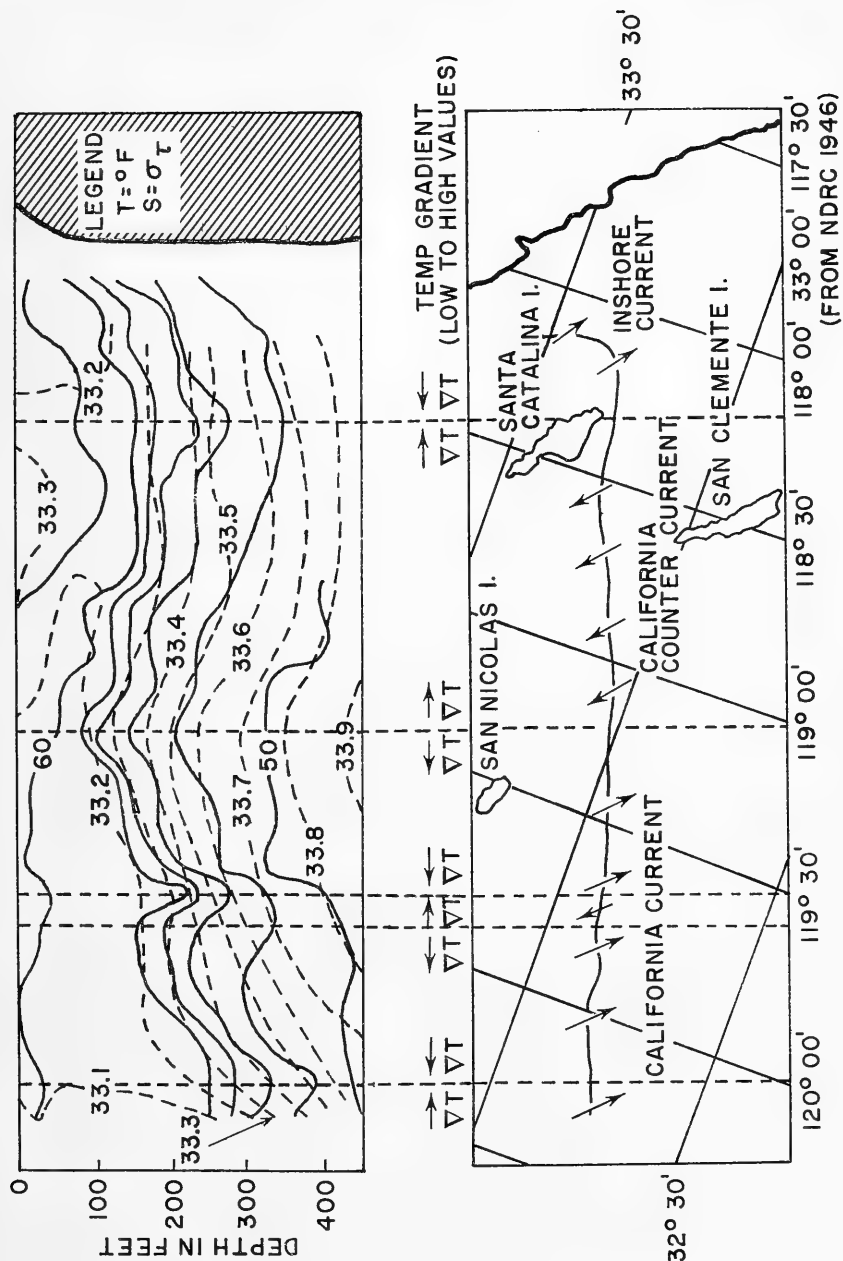 LEGEND
T = °F
S = στ
DEPTH IN FEET
0
100
200
300
400
60
50
33.1
33.3
33.2
33.4
33.6
33.5
33.7
33.8
33.9
33.3
33.2
TEMP GRADIENT
(LOW TO HIGH VALUES)
∇T
∇T
∇T
∇T
∇T
∇T
∇T
∇T
∇T
SAN NICOLAS I.
SANTA
CATALINA I.
INSHORE
CURRENT
CALIFORNIA CURRENT
CALIFORNIA
COUNTER CURRENT
SAN CLEMENTE I.
33° 30'
32° 30'
120° 00'
119° 30'
119° 00'
118° 30'
118° 00'
33° 00'
117° 30'
(FROM NDRC 1946)